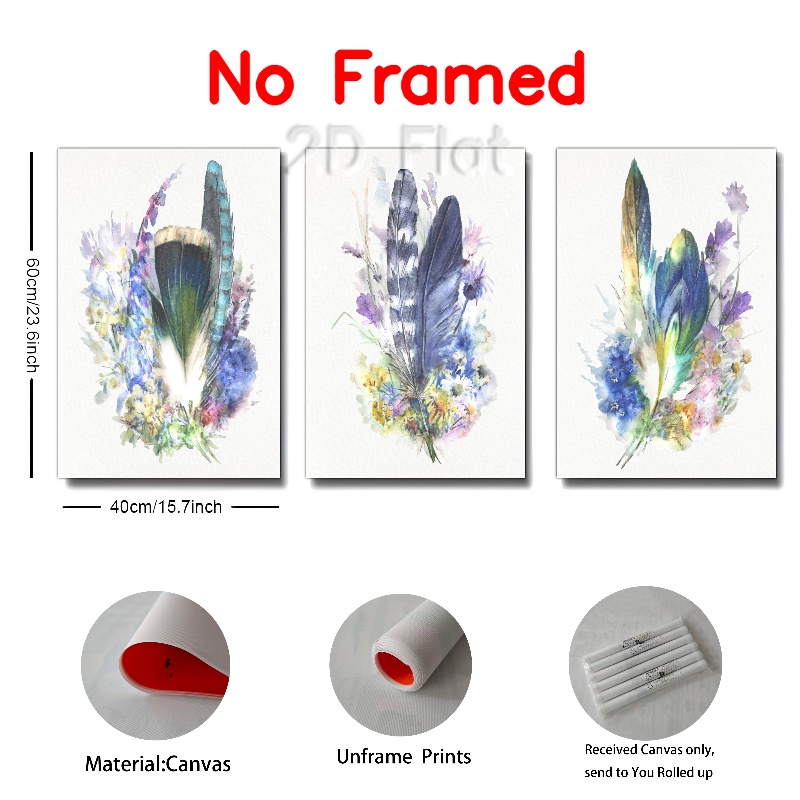 No Framed
2D Flat
60cm/23.6inch
40cm/15.7inch
Material:Canvas
Unframe Prints
Received Canvas only,
send to You Rolled up